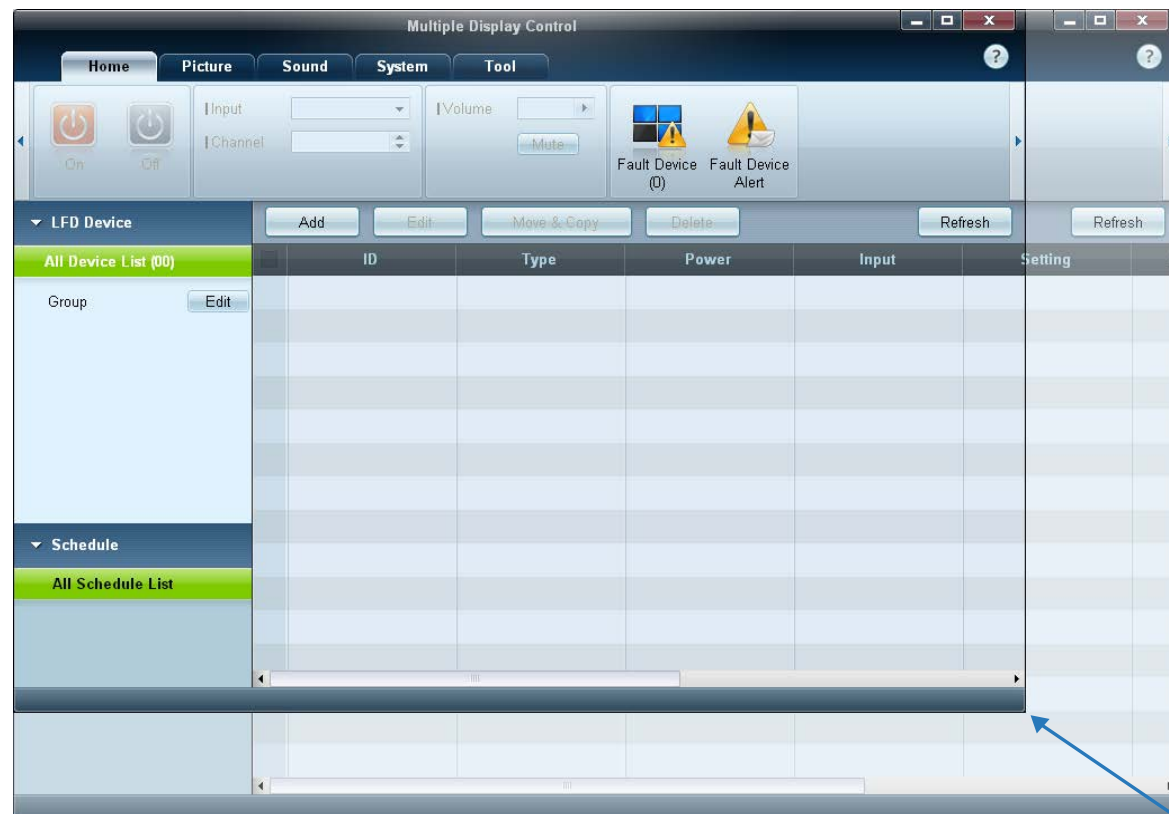 Multiple Display Control
Home Picture Sound System Tool ? ?
On Off
Input
Channel
Volume
Mute
Fault Device (0)
Fault Device Alert
LFD Device
Add Edit Move & Copy Delete Refresh Refresh
All Device List (00)
ID Type Power Input Setting
Group Edit
Schedule
All Schedule List